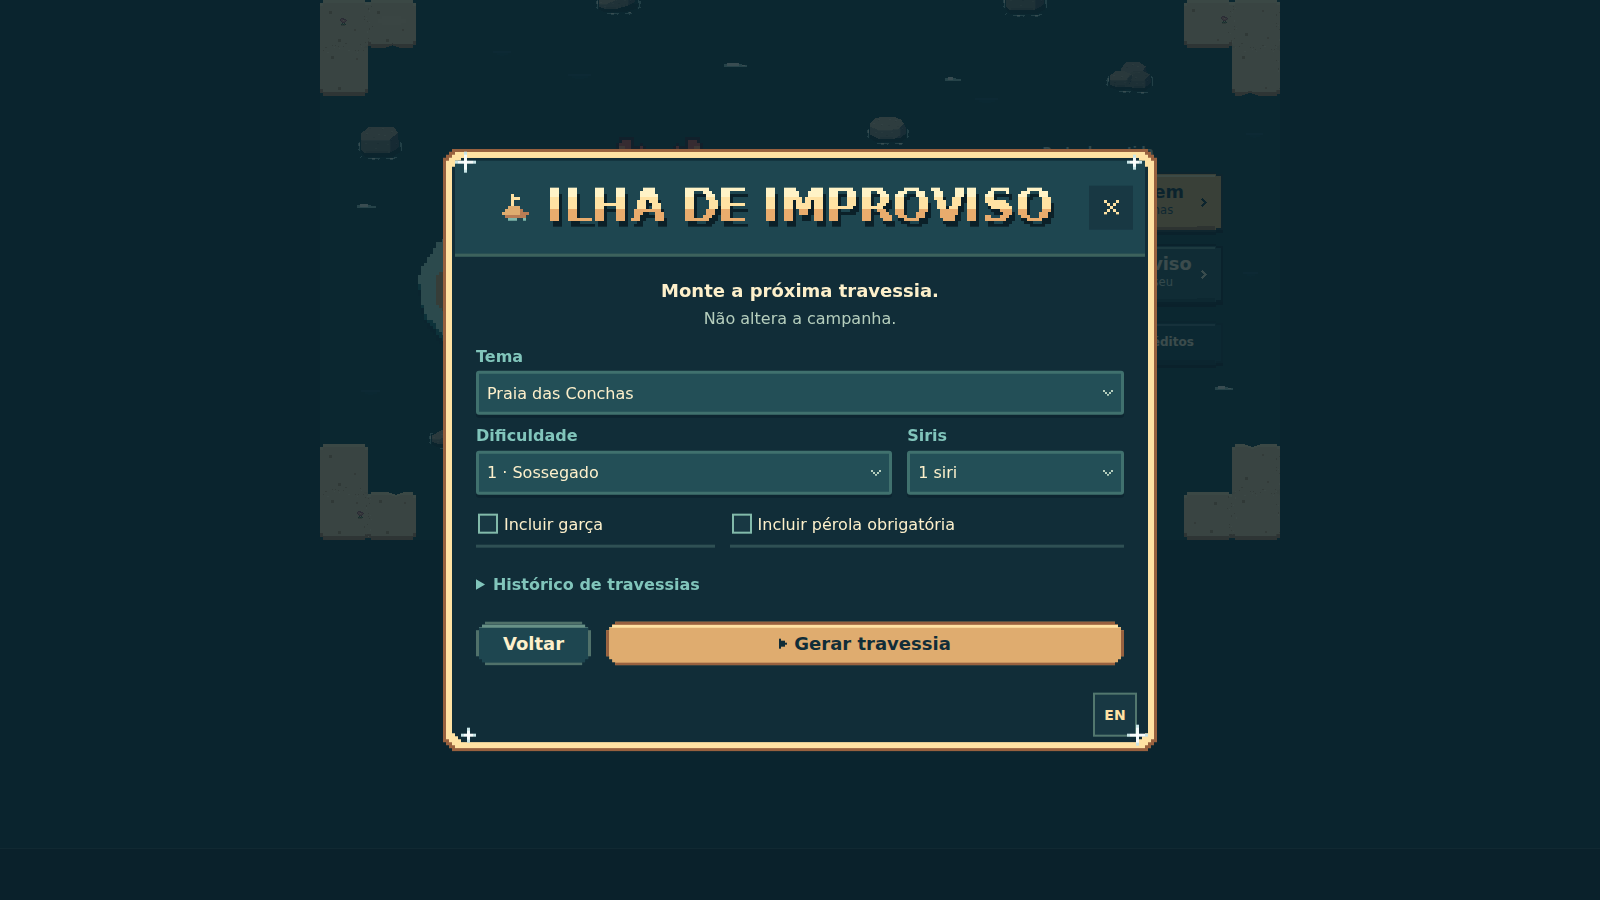 ILHA DE IMPROVISO
Monte a próxima travessia.
Não altera a campanha.
Tema
Praia das Conchas
Dificuldade
Siris
1 · Sossegado
1 siri
Incluir garça
Incluir pérola obrigatória
Histórico de travessias
Voltar
Gerar travessia
EN